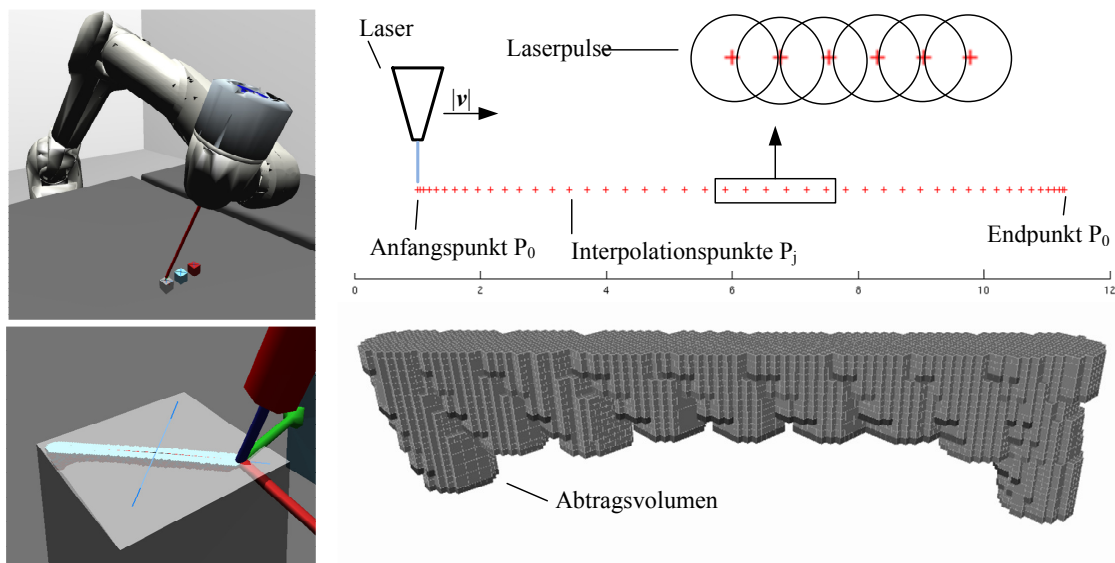 Laser
Laserpulse
|v|
Anfangspunkt P₀
Interpolationspunkte Pⱼ
Endpunkt P₀
0 2 4 6 8 10 12
Abtragsvolumen